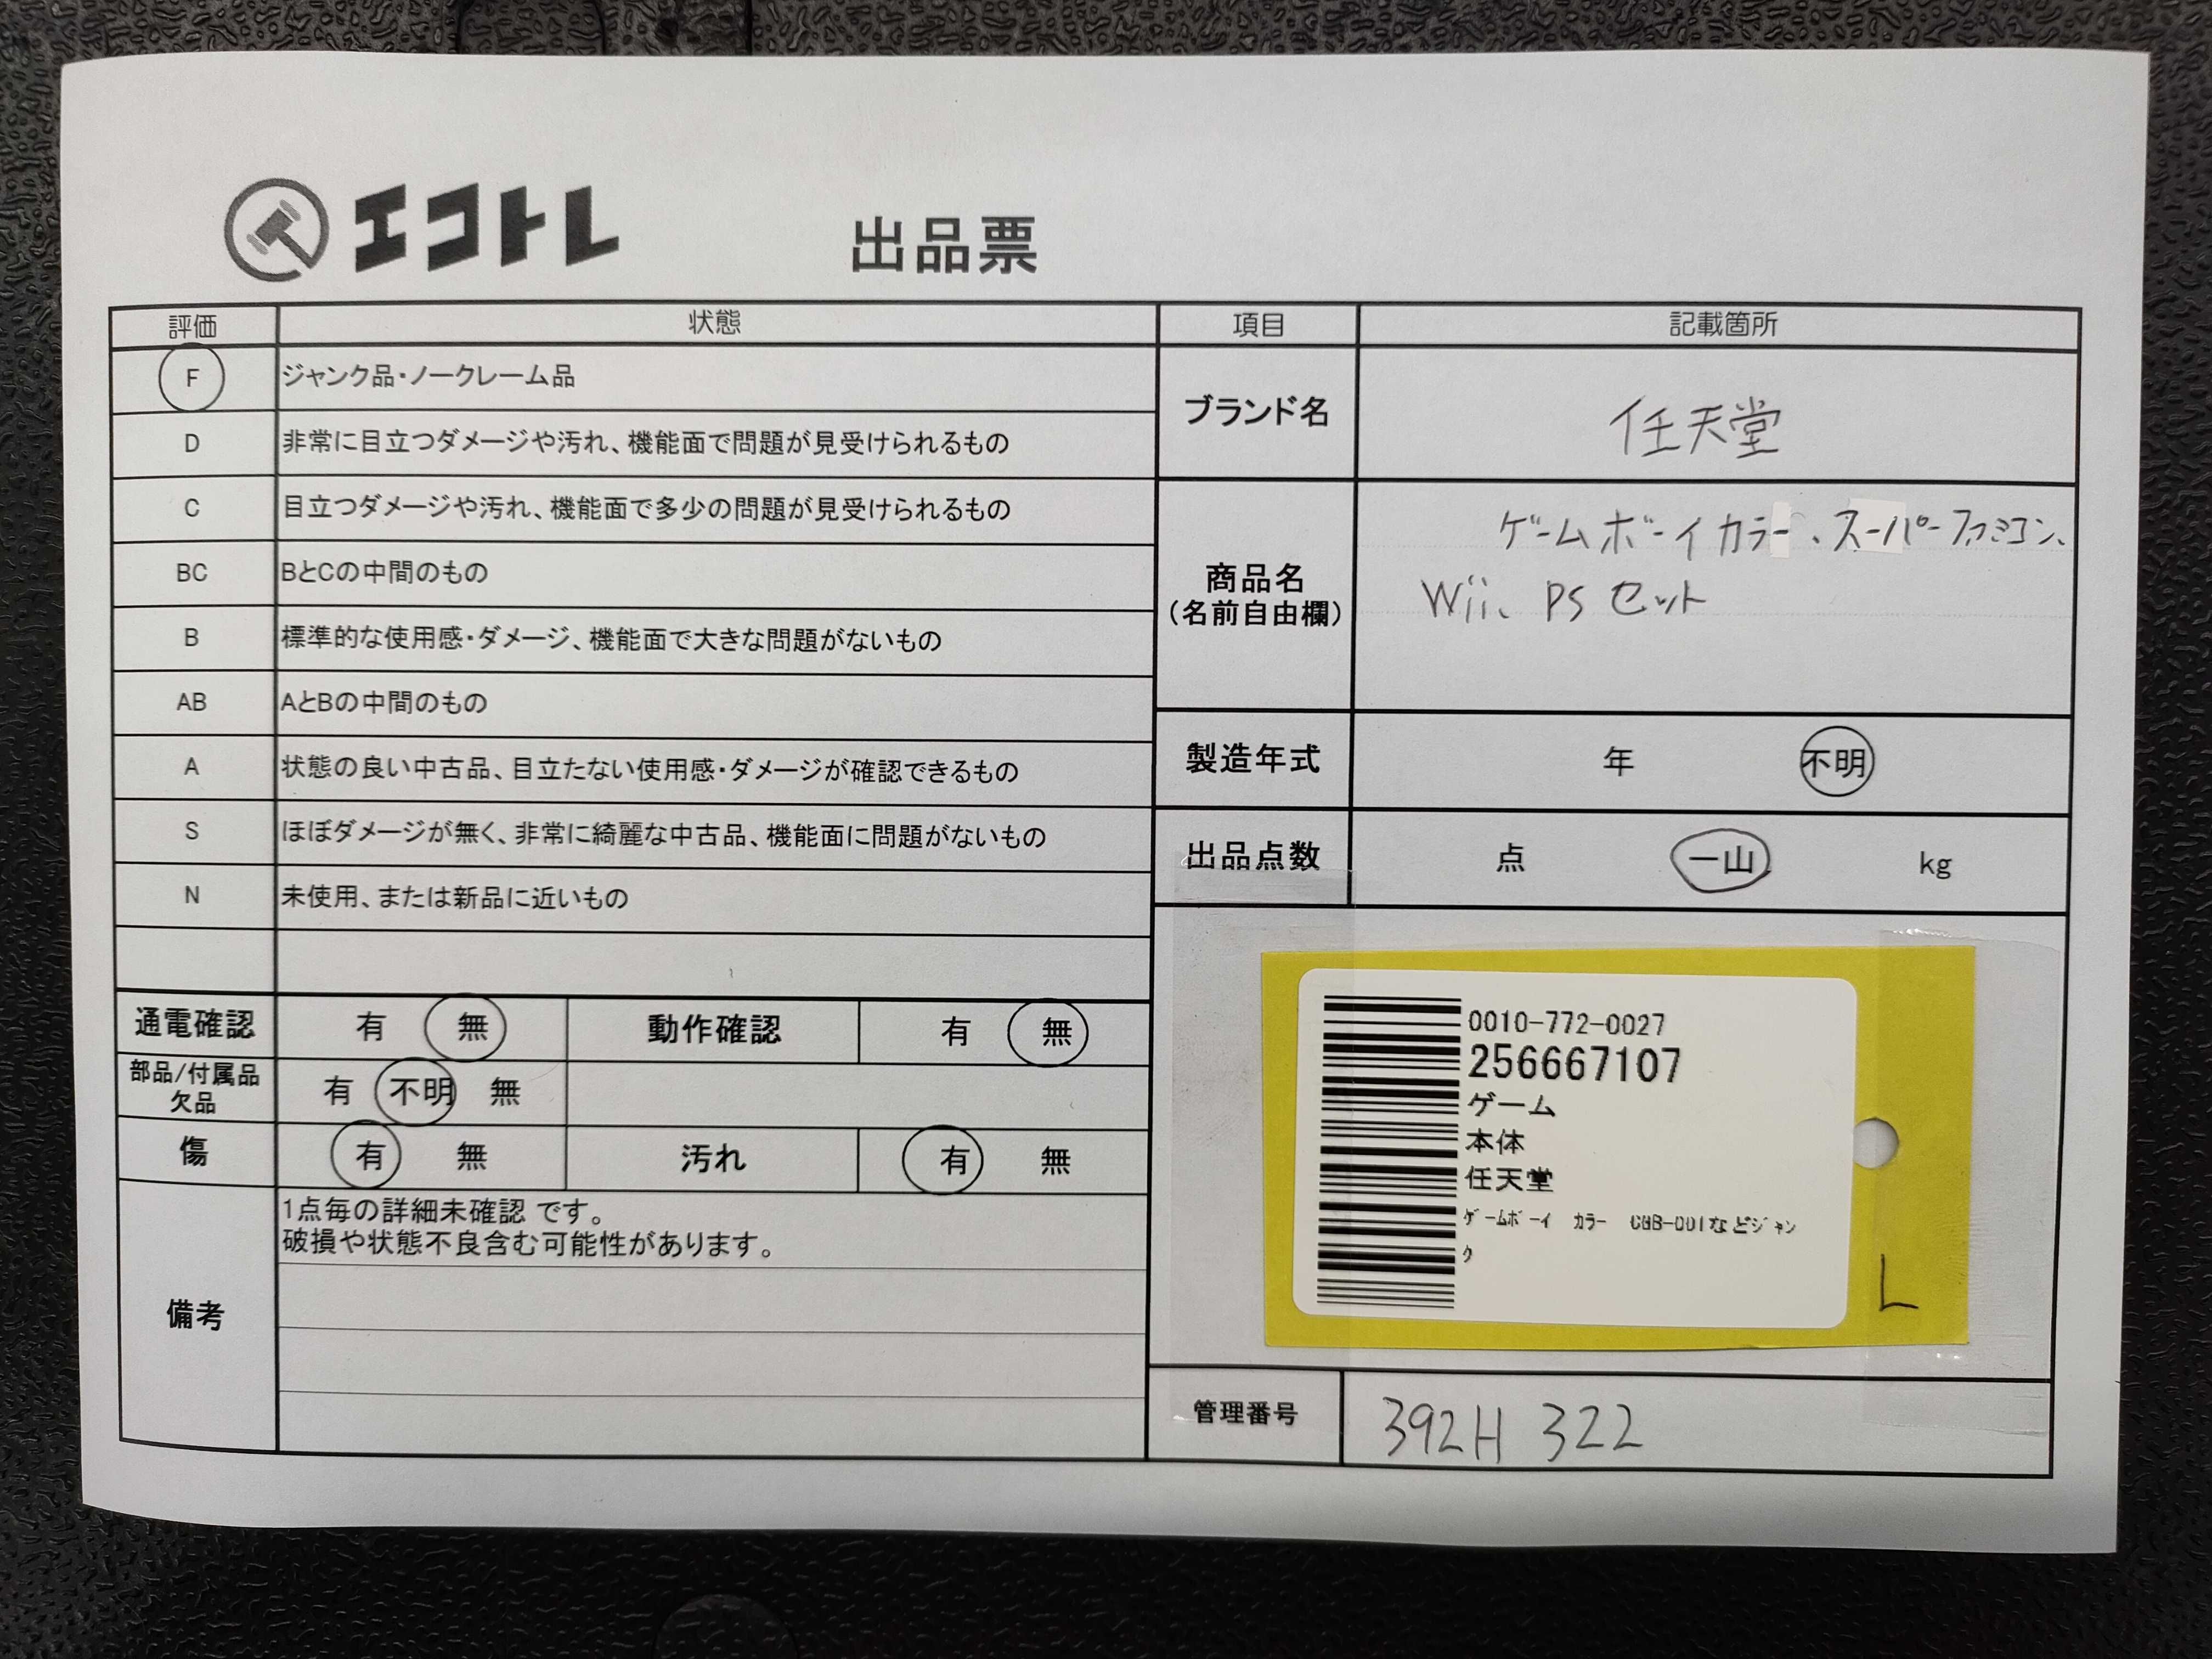 エコトレ
出品票
評価 状態
F ジャンク品・ノークレーム品
D 非常に目立つダメージや汚れ、機能面で問題が見受けられるもの
C 目立つダメージや汚れ、機能面で多少の問題が見受けられるもの
BC BとCの中間のもの
B 標準的な使用感・ダメージ、機能面で大きな問題がないもの
AB AとBの中間のもの
A 状態の良い中古品、目立たない使用感・ダメージが確認できるもの
S ほぼダメージが無く、非常に綺麗な中古品、機能面に問題がないもの
N 未使用、または新品に近いもの
通電確認 有 無 動作確認 有 無
部品/付属品
欠品 有 不明 無
傷 有 無 汚れ 有 無
備考
1点毎の詳細未確認 です。
破損や状態不良含む可能性があります。
項目 記載箇所
ブランド名 任天堂
商品名
(名前自由欄)
ゲームボーイカラー、スーパーファミコン、
Wii、PSセット
製造年式 年 不明
出品点数 点 一山 kg
0010-772-0027
256667107
ゲーム
本体
任天堂
ｹﾞｰﾑﾎﾞｰｲ ｶﾗｰ CGB-001などｼﾞｬﾝ
ｸ
L
管理番号 392H 322